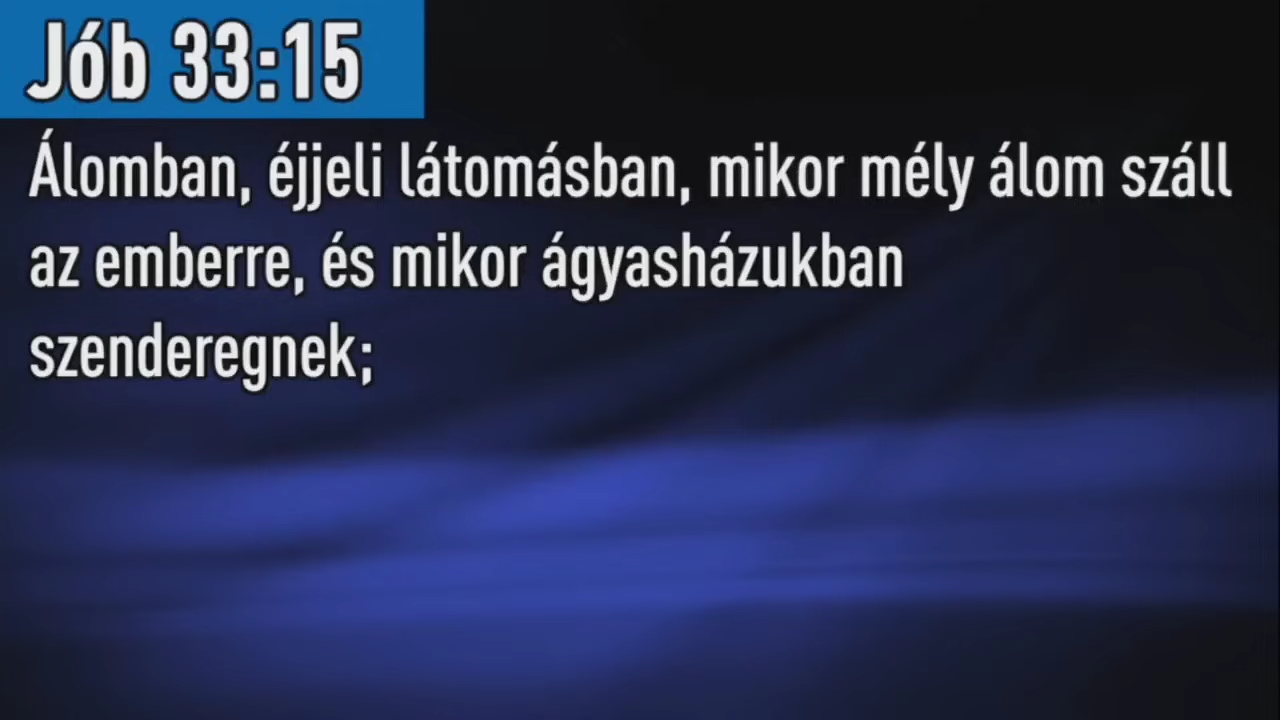 Jób 33:15
Álomban, éjjeli látomásban, mikor mély álom száll
az emberre, és mikor ágyasházukban
szenderegnek;